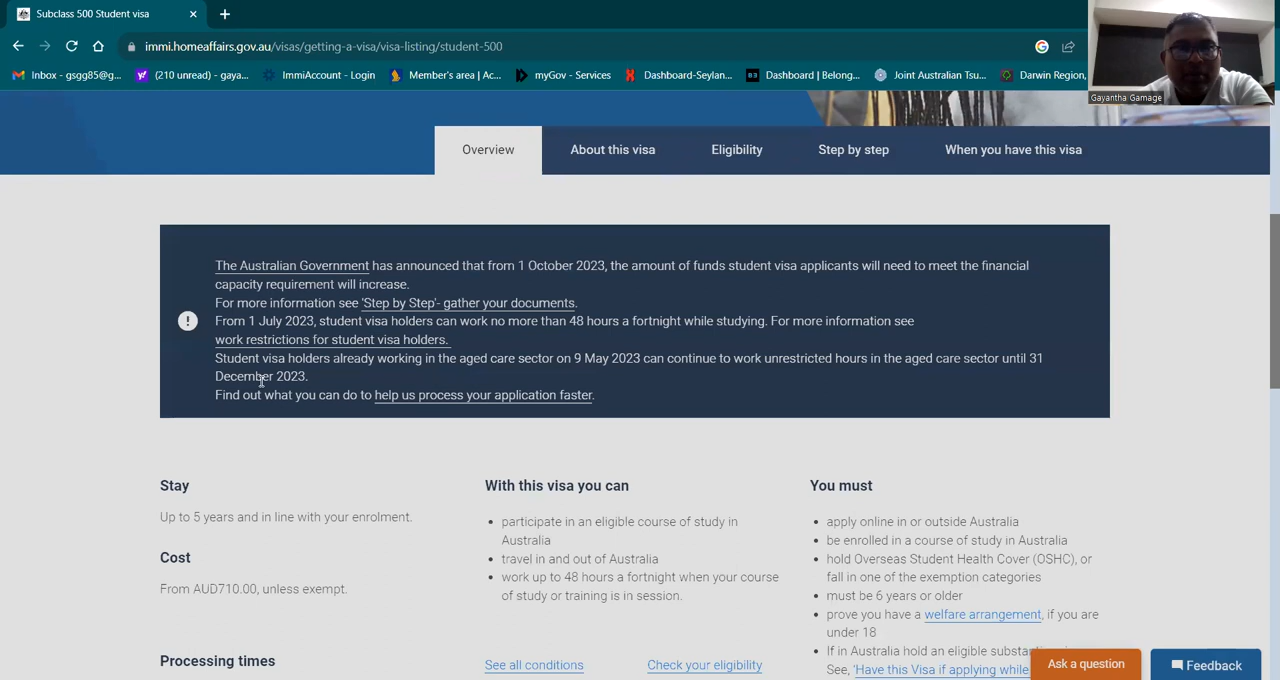 Subclass 500 Student visa
immi.homeaffairs.gov.au/visas/getting-a-visa/visa-listing/student-500
Inbox - gsgg85@g...
(210 unread) - gaya...
ImmiAccount - Login
Member's area | Ac...
myGov - Services
Dashboard-Seylan...
Dashboard | Belong...
Joint Australian Tsu...
Darwin Region,
Gayantha Gamage
Overview
About this visa
Eligibility
Step by step
When you have this visa
The Australian Government has announced that from 1 October 2023, the amount of funds student visa applicants will need to meet the financial
capacity requirement will increase.
For more information see 'Step by Step'- gather your documents.
From 1 July 2023, student visa holders can work no more than 48 hours a fortnight while studying. For more information see
work restrictions for student visa holders.
Student visa holders already working in the aged care sector on 9 May 2023 can continue to work unrestricted hours in the aged care sector until 31
December 2023.
Find out what you can do to help us process your application faster.
Stay
Up to 5 years and in line with your enrolment.
Cost
From AUD710.00, unless exempt.
Processing times
With this visa you can
• participate in an eligible course of study in
Australia
• travel in and out of Australia
• work up to 48 hours a fortnight when your course
of study or training is in session.
See all conditions
Check your eligibility
You must
• apply online in or outside Australia
• be enrolled in a course of study in Australia
• hold Overseas Student Health Cover (OSHC), or
fall in one of the exemption categories
• must be 6 years or older
• prove you have a welfare arrangement, if you are
under 18
• If in Australia hold an eligible
See, 'Have this Visa if applying while
Ask a question
Feedback